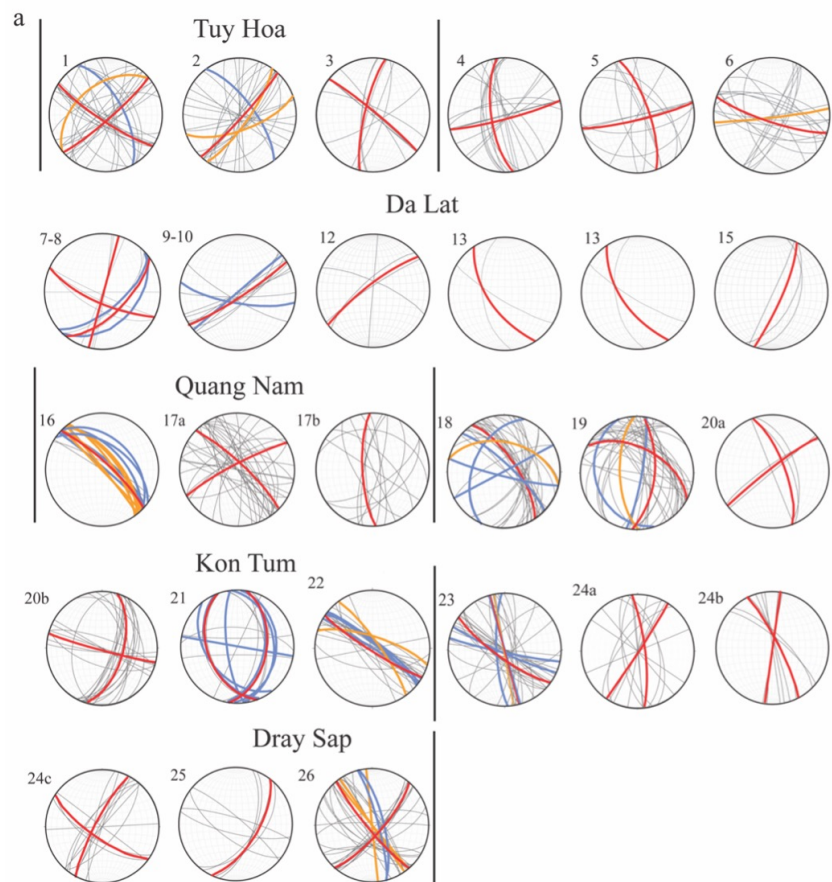 a
Tuy Hoa
1 2 3 4 5 6
Da Lat
7-8 9-10 12 13 13 15
Quang Nam
16 17a 17b 18 19 20a
Kon Tum
20b 21 22 23 24a 24b
Dray Sap
24c 25 26